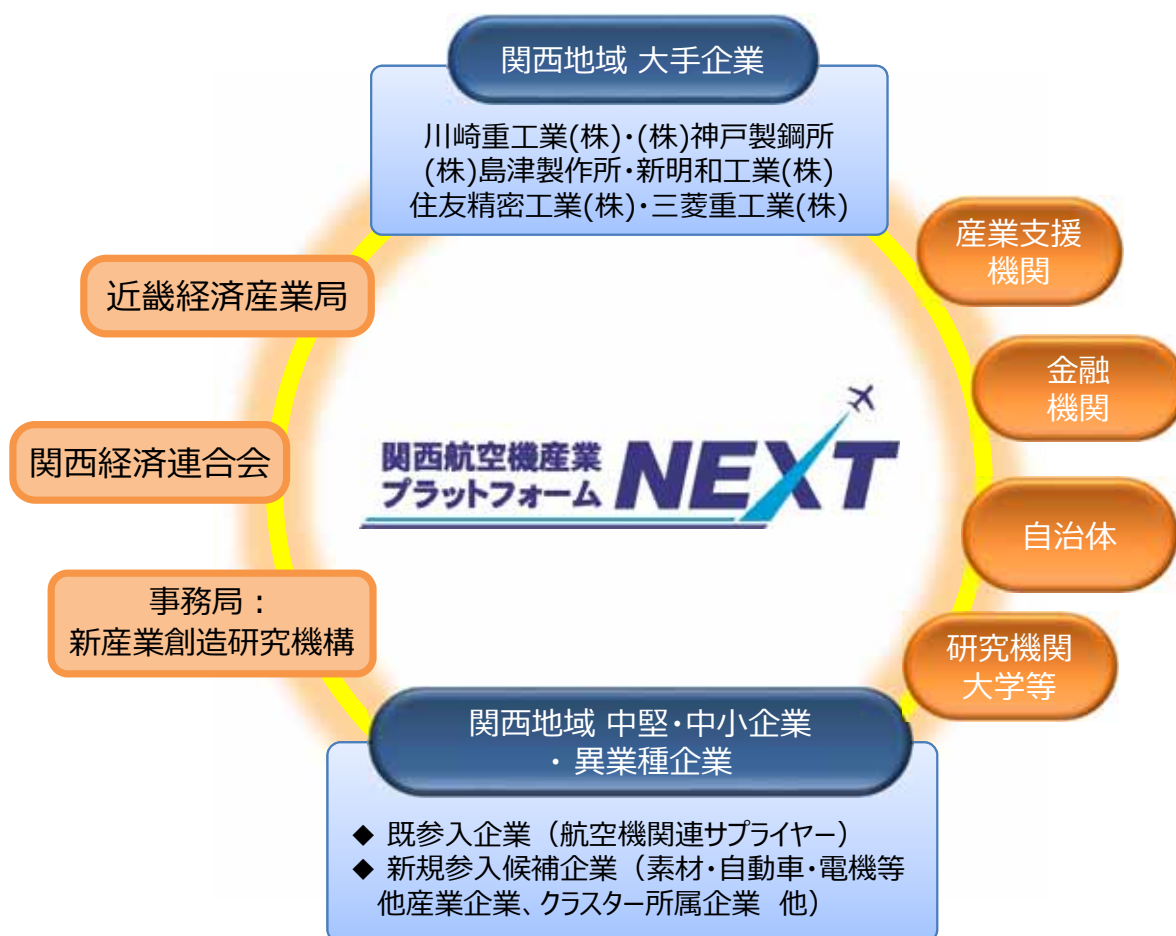 関西地域 大手企業
川崎重工業(株)・(株)神戸製鋼所
(株)島津製作所・新明和工業(株)
住友精密工業(株)・三菱重工業(株)
近畿経済産業局
関西経済連合会
事務局：
新産業創造研究機構
関西航空機産業
プラットフォーム
NEXT
産業支援
機関
金融
機関
自治体
研究機関
大学等
関西地域 中堅・中小企業
・異業種企業
◆ 既参入企業（航空機関連サプライヤー）
◆ 新規参入候補企業（素材・自動車・電機等
他産業企業、クラスター所属企業 他）